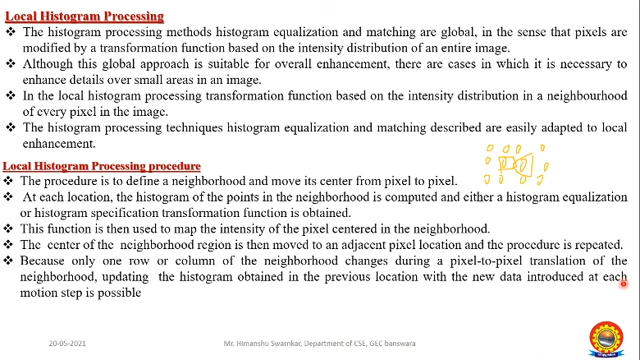 Local Histogram Processing
❖ The histogram processing methods histogram equalization and matching are global, in the sense that pixels are
modified by a transformation function based on the intensity distribution of an entire image.
❖ Although this global approach is suitable for overall enhancement, there are cases in which it is necessary to
enhance details over small areas in an image.
❖ In the local histogram processing transformation function based on the intensity distribution in a neighbourhood
of every pixel in the image.
❖ The histogram processing techniques histogram equalization and matching described are easily adapted to local
enhancement.
Local Histogram Processing procedure
❖ The procedure is to define a neighborhood and move its center from pixel to pixel.
❖ At each location, the histogram of the points in the neighborhood is computed and either a histogram equalization
or histogram specification transformation function is obtained.
❖ This function is then used to map the intensity of the pixel centered in the neighborhood.
❖ The center of the neighborhood region is then moved to an adjacent pixel location and the procedure is repeated.
❖ Because only one row or column of the neighborhood changes during a pixel-to-pixel translation of the
neighborhood, updating the histogram obtained in the previous location with the new data introduced at each
motion step is possible
20-05-2021
Mr. Himanshu Swarnkar, Department of CSE, GEC banswara